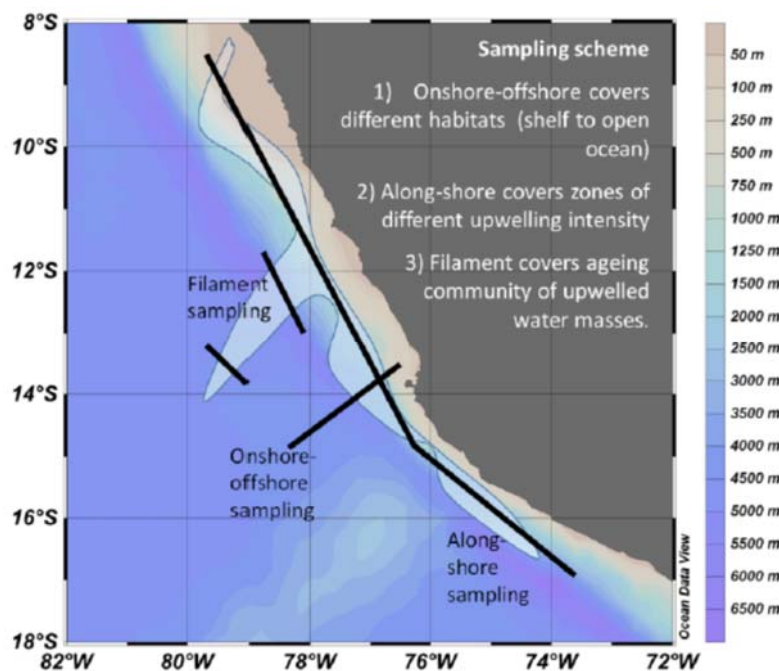 8°S
10°S
12°S
14°S
16°S
18°S
82°W
80°W
78°W
76°W
74°W
72°W
Sampling scheme
1) Onshore-offshore covers
different habitats (shelf to open
ocean)
2) Along-shore covers zones of
different upwelling intensity
3) Filament covers ageing
community of upwelled
water masses.
Filament
sampling
Onshore-
offshore
sampling
Along-
shore
sampling
Ocean Data View
50 m
100 m
250 m
500 m
750 m
1000 m
1250 m
1500 m
2000 m
2500 m
3000 m
3500 m
4000 m
4500 m
5000 m
5500 m
6000 m
6500 m